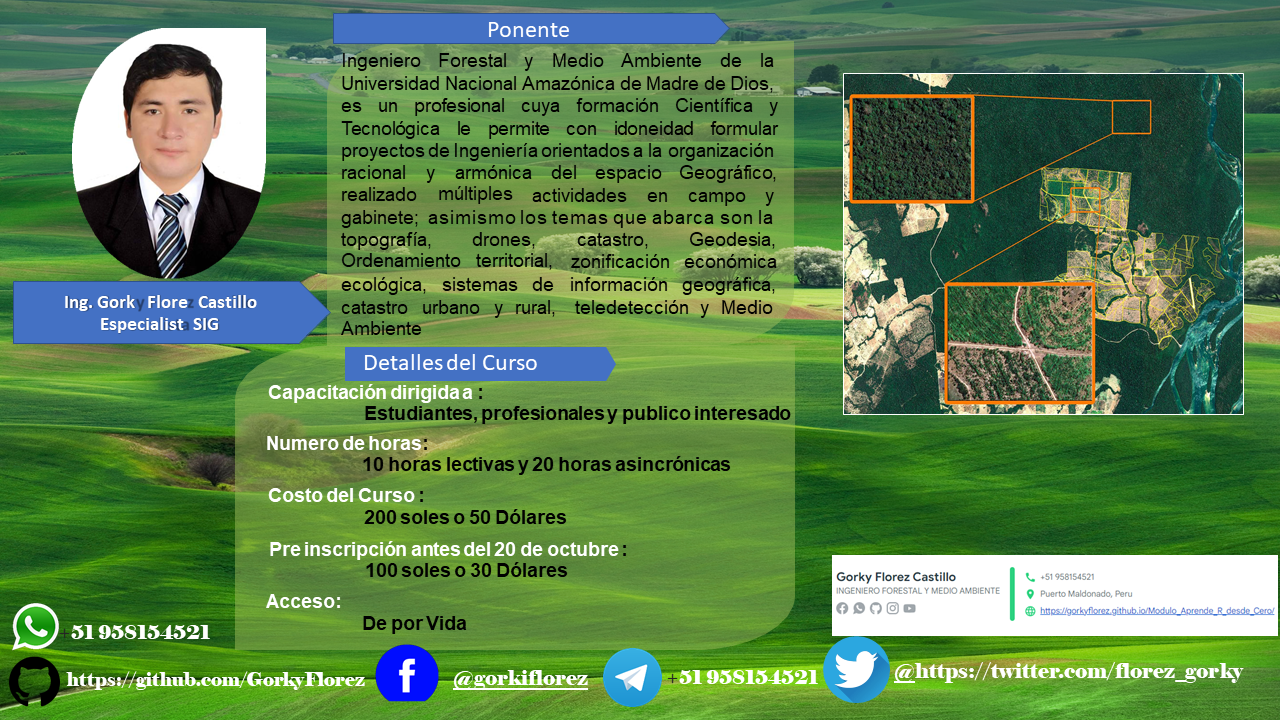 Ponente
Ingeniero Forestal y Medio Ambiente de la
Universidad Nacional Amazónica de Madre de Dios,
es un profesional cuya formación Científica y
Tecnológica le permite con idoneidad formular
proyectos de Ingeniería orientados a la organización
racional y armónica del espacio Geográfico,
realizado múltiples actividades en campo y
gabinete; asimismo los temas que abarca son la
topografía, drones, catastro, Geodesia,
Ordenamiento territorial, zonificación económica
ecológica, sistemas de información geográfica,
catastro urbano y rural, teledetección y Medio
Ambiente
Ing. Gorky Florez Castillo
Especialista SIG
Detalles del Curso
Capacitación dirigida a :
Estudiantes, profesionales y publico interesado
Numero de horas:
10 horas lectivas y 20 horas asincrónicas
Costo del Curso :
200 soles o 50 Dólares
Pre inscripción antes del 20 de octubre :
100 soles o 30 Dólares
Acceso:
De por Vida
Gorky Florez Castillo
INGENIERO FORESTAL Y MEDIO AMBIENTE
+51 958154521
Puerto Maldonado, Peru
https://gorkyflorez.github.io/Modulo_Aprende_R_desde_Cero/
+51 958154521
https://github.com/GorkyFlorez
@gorkiflorez
+51 958154521
@https://twitter.com/florez_gorky